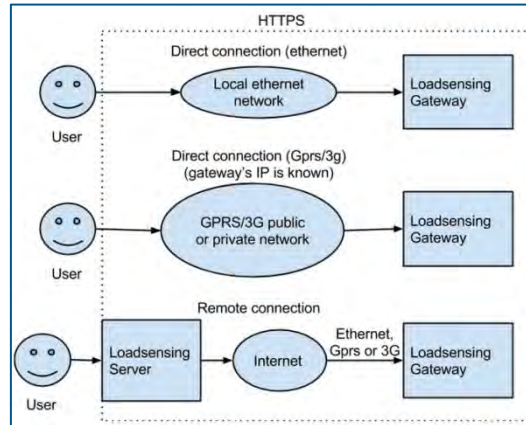 HTTPS
Direct connection (ethernet)
User
Local ethernet
network
Loadsensing
Gateway
Direct connection (Gprs/3g)
(gateway's IP is known)
User
GPRS/3G public
or private network
Loadsensing
Gateway
Remote connection
User
Loadsensing
Server
Internet
Ethernet,
Gprs or 3G
Loadsensing
Gateway